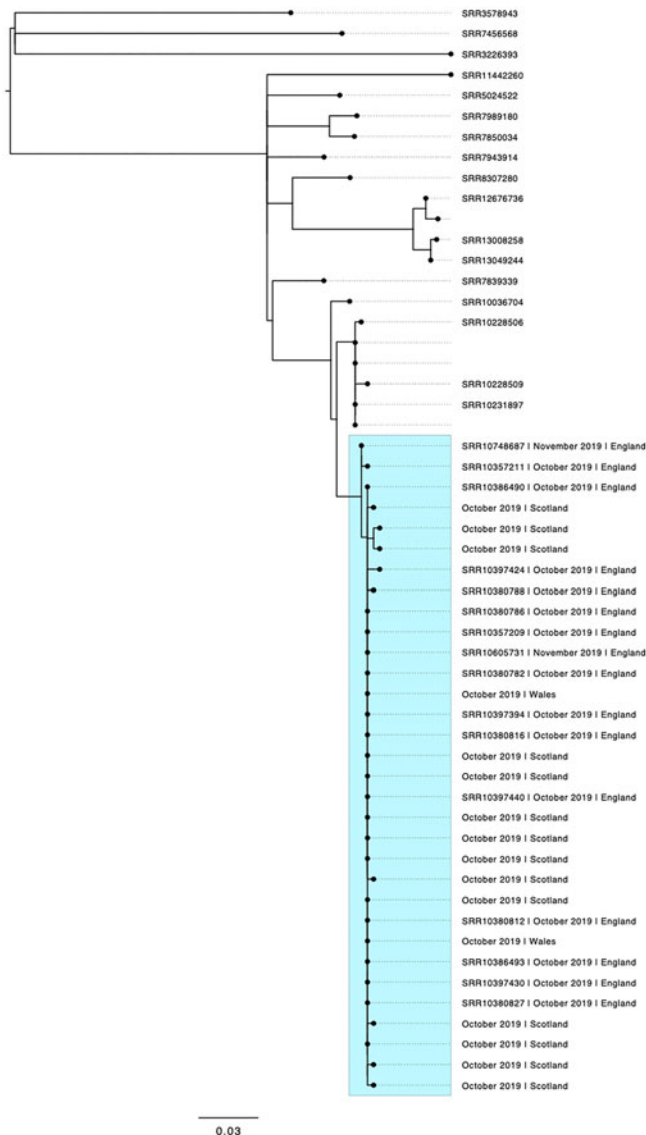 SRR3578943
SRR7456568
SRR3226393
SRR11442260
SRR5024522
SRR7989180
SRR7850034
SRR7943914
SRR8307280
SRR12676736
SRR13008258
SRR13049244
SRR7839339
SRR10036704
SRR10228506
SRR10228509
SRR10231897
SRR10748687 | November 2019 | England
SRR10357211 | October 2019 | England
SRR10386490 | October 2019 | England
October 2019 | Scotland
October 2019 | Scotland
October 2019 | Scotland
SRR10397424 | October 2019 | England
SRR10380788 | October 2019 | England
SRR10380786 | October 2019 | England
SRR10357209 | October 2019 | England
SRR10605731 | November 2019 | England
SRR10380782 | October 2019 | England
October 2019 | Wales
SRR10397394 | October 2019 | England
SRR10380816 | October 2019 | England
October 2019 | Scotland
October 2019 | Scotland
SRR10397440 | October 2019 | England
October 2019 | Scotland
October 2019 | Scotland
October 2019 | Scotland
October 2019 | Scotland
October 2019 | Scotland
SRR10380812 | October 2019 | England
October 2019 | Wales
SRR10386493 | October 2019 | England
SRR10397430 | October 2019 | England
SRR10380827 | October 2019 | England
October 2019 | Scotland
October 2019 | Scotland
October 2019 | Scotland
October 2019 | Scotland
0.03